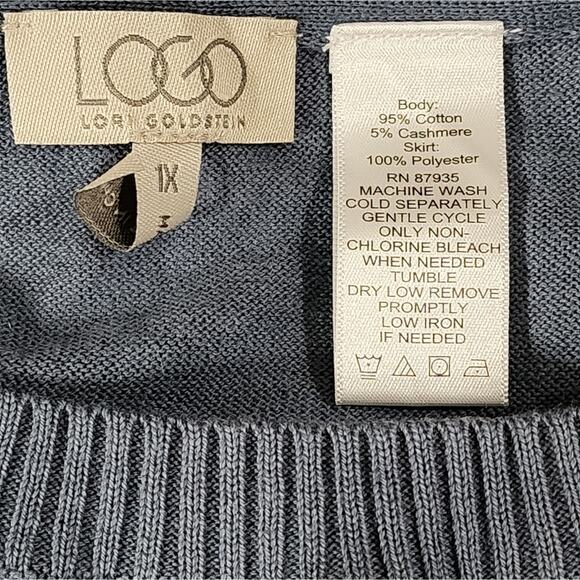 LOGO
LORI GOLDSTEIN
1X
Body:
95% Cotton
5% Cashmere
Skirt:
100% Polyester
RN 87935
MACHINE WASH
COLD SEPARATELY
GENTLE CYCLE
ONLY NON-
CHLORINE BLEACH
WHEN NEEDED
TUMBLE
DRY LOW REMOVE
PROMPTLY
LOW IRON
IF NEEDED